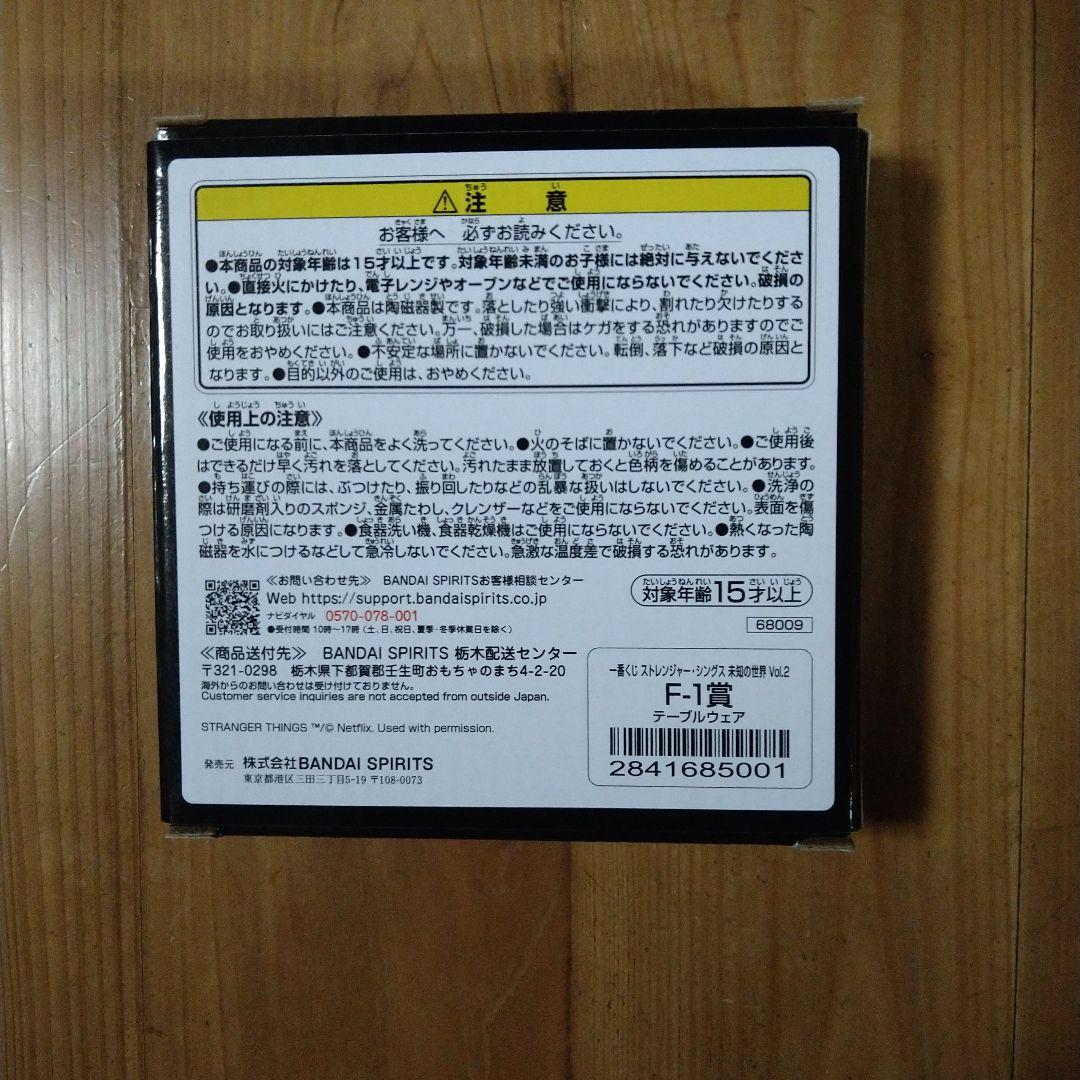 ⚠注 意
お客様へ 必ずお読みください。
●本商品の対象年齢は15才以上です。対象年齢未満のお子様には絶対に与えないでくださ
い。●直接火にかけたり、電子レンジやオーブンなどでご使用にならないでください。破損の
原因となります。●本商品は陶磁器製です。落としたり強い衝撃により、割れたり欠けたりする
のでお取り扱いにはご注意ください。万一、破損した場合はケガをする恐れがありますのでご
使用をおやめください。●不安定な場所に置かないでください。転倒、落下など破損の原因と
なります。●目的以外のご使用は、おやめください。
《使用上の注意》
●ご使用になる前に、本商品をよく洗ってください。●火のそばに置かないでください。●ご使用後
はできるだけ早く汚れを落としてください。汚れたまま放置しておくと色柄を傷めることがあります。
●持ち運びの際には、ぶつけたり、振り回したりなどの乱暴な扱いはしないでください。●洗浄の
際は研磨剤入りのスポンジ、金属たわし、クレンザーなどをご使用にならないでください。表面を傷
つける原因になります。●食器洗い機、食器乾燥機はご使用にならないでください。●熱くなった陶
磁器を水につけるなどして急冷しないでください。急激な温度差で破損する恐れがあります。
≪お問い合わせ先≫ BANDAI SPIRITSお客様相談センター
Web https://support.bandaispirits.co.jp
ナビダイヤル 0570-078-001
●受付時間 10時〜17時(土、日、祝日、夏季・冬季休業日を除く)
対象年齢15才以上
68009
≪商品送付先≫ BANDAI SPIRITS 栃木配送センター
〒321-0298 栃木県下都賀郡壬生町おもちゃのまち4-2-20
海外からのお問い合わせは受け付けておりません。
Customer service inquiries are not accepted from outside Japan.
STRANGER THINGS ™/© Netflix. Used with permission.
発売元 株式会社BANDAI SPIRITS
東京都港区三田三丁目5-19 〒108-0073
一番くじ ストレンジャー・シングス 未知の世界 Vol.2
F-1賞
テーブルウェア
2841685001